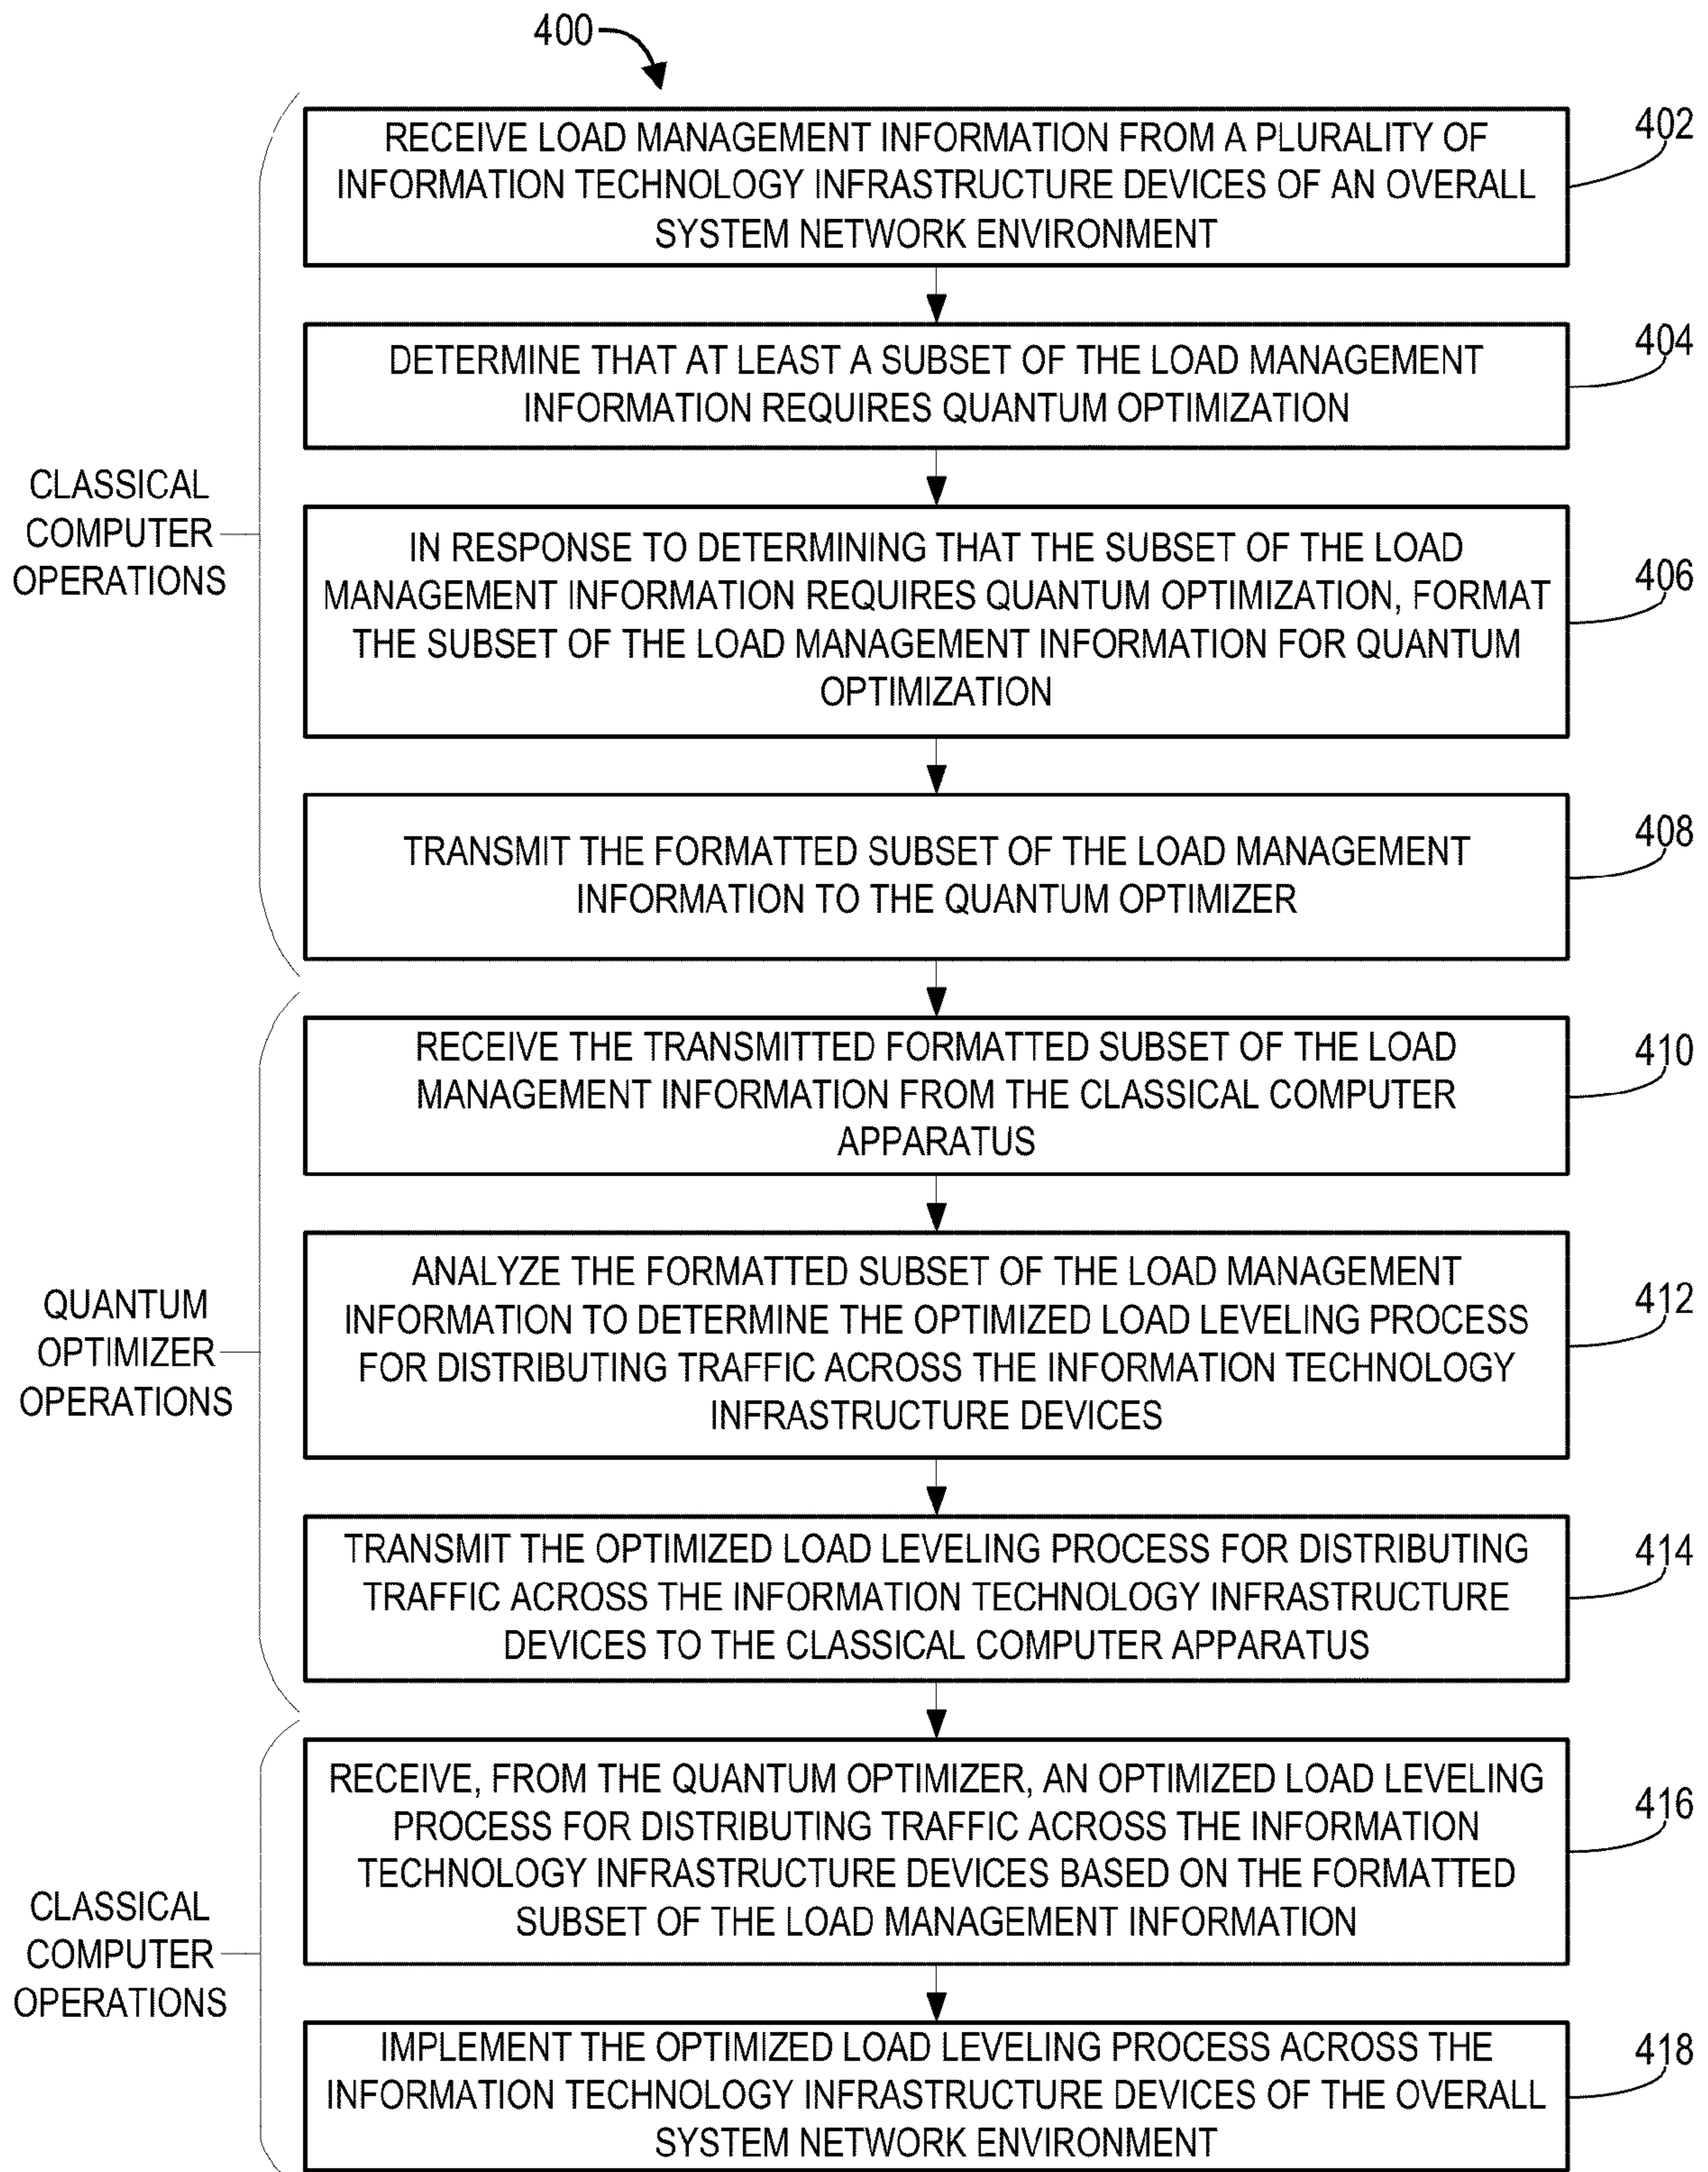 400
RECEIVE LOAD MANAGEMENT INFORMATION FROM A PLURALITY OF
INFORMATION TECHNOLOGY INFRASTRUCTURE DEVICES OF AN OVERALL
SYSTEM NETWORK ENVIRONMENT
402
DETERMINE THAT AT LEAST A SUBSET OF THE LOAD MANAGEMENT
INFORMATION REQUIRES QUANTUM OPTIMIZATION
404
CLASSICAL
COMPUTER
OPERATIONS
IN RESPONSE TO DETERMINING THAT THE SUBSET OF THE LOAD
MANAGEMENT INFORMATION REQUIRES QUANTUM OPTIMIZATION, FORMAT
THE SUBSET OF THE LOAD MANAGEMENT INFORMATION FOR QUANTUM
OPTIMIZATION
406
TRANSMIT THE FORMATTED SUBSET OF THE LOAD MANAGEMENT
INFORMATION TO THE QUANTUM OPTIMIZER
408
RECEIVE THE TRANSMITTED FORMATTED SUBSET OF THE LOAD
MANAGEMENT INFORMATION FROM THE CLASSICAL COMPUTER
APPARATUS
410
QUANTUM
OPTIMIZER
OPERATIONS
ANALYZE THE FORMATTED SUBSET OF THE LOAD MANAGEMENT
INFORMATION TO DETERMINE THE OPTIMIZED LOAD LEVELING PROCESS
FOR DISTRIBUTING TRAFFIC ACROSS THE INFORMATION TECHNOLOGY
INFRASTRUCTURE DEVICES
412
TRANSMIT THE OPTIMIZED LOAD LEVELING PROCESS FOR DISTRIBUTING
TRAFFIC ACROSS THE INFORMATION TECHNOLOGY INFRASTRUCTURE
DEVICES TO THE CLASSICAL COMPUTER APPARATUS
414
RECEIVE, FROM THE QUANTUM OPTIMIZER, AN OPTIMIZED LOAD LEVELING
PROCESS FOR DISTRIBUTING TRAFFIC ACROSS THE INFORMATION
TECHNOLOGY INFRASTRUCTURE DEVICES BASED ON THE FORMATTED
SUBSET OF THE LOAD MANAGEMENT INFORMATION
416
CLASSICAL
COMPUTER
OPERATIONS
IMPLEMENT THE OPTIMIZED LOAD LEVELING PROCESS ACROSS THE
INFORMATION TECHNOLOGY INFRASTRUCTURE DEVICES OF THE OVERALL
SYSTEM NETWORK ENVIRONMENT
418